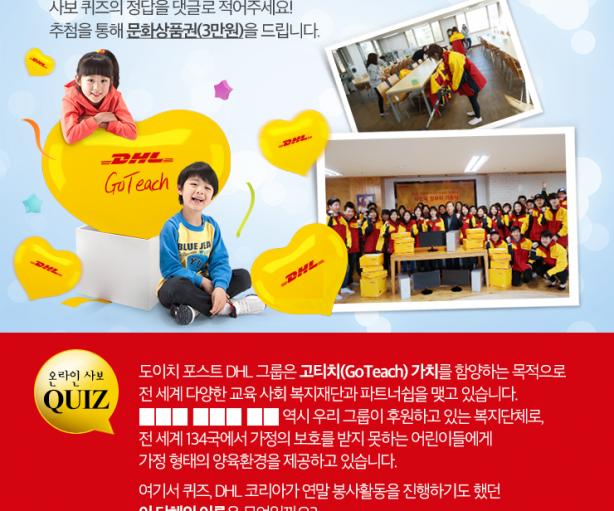 사보 퀴즈의 정답을 댓글로 적어주세요!
추첨을 통해 문화상품권(3만원)을 드립니다.
DHL
DHL
GoTeach
DHL
BLUE
DHL
DHL
온라인 사보
QUIZ
도이치 포스트 DHL 그룹은 고티치(GoTeach) 가치를 함양하는 목적으로
전 세계 다양한 교육 사회 복지재단과 파트너쉽을 맺고 있습니다.
■■■ ■■■ ■■ 역시 우리 그룹이 후원하고 있는 복지단체로,
전 세계 134국에서 가정의 보호를 받지 못하는 어린이들에게
가정 형태의 양육환경을 제공하고 있습니다.
여기서 퀴즈, DHL 코리아가 연말 봉사활동을 진행하기도 했던
이 단체의 이름은 무엇일까요?